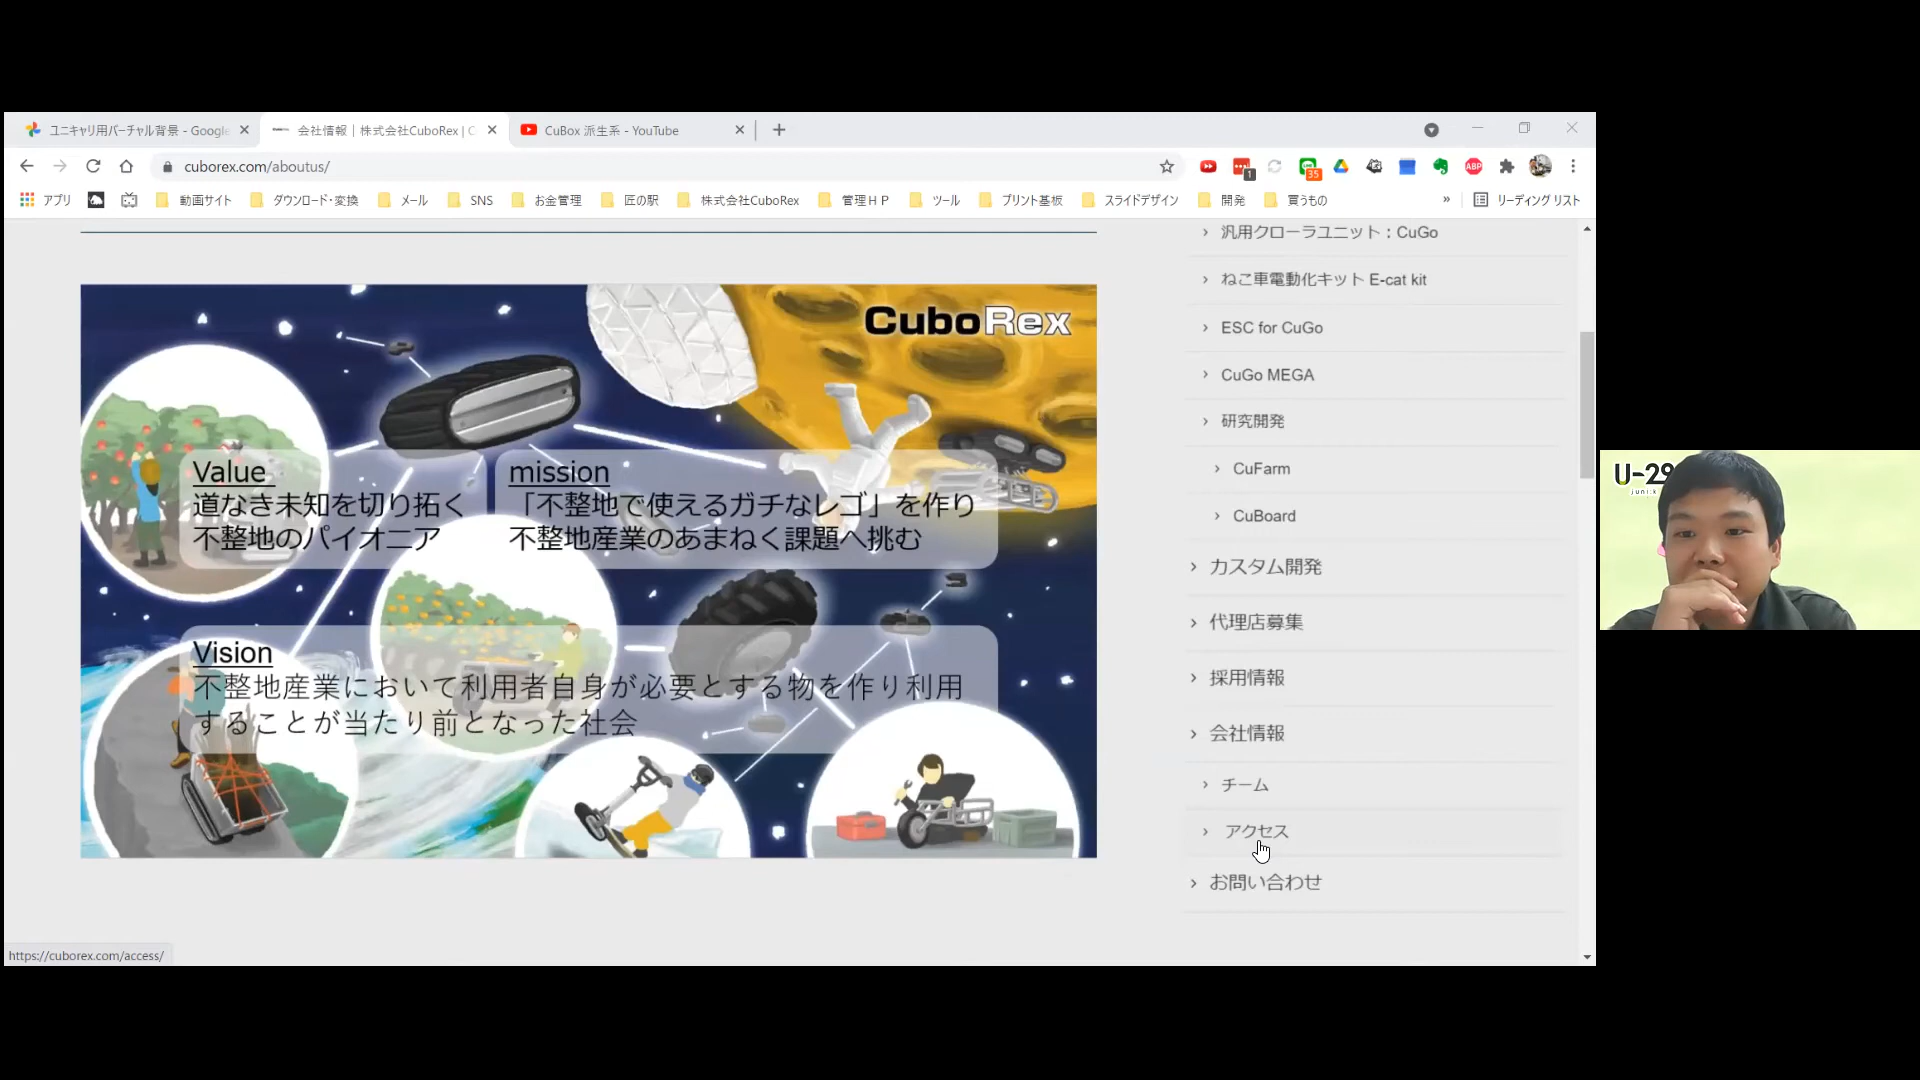 ユニキャリ用バーチャル背景 - Google
会社情報｜株式会社CuboRex | C
CuBox 派生系 - YouTube
cuborex.com/aboutus/
1
35
ABP
アプリ
動画サイト
ダウンロード・変換
メール
SNS
お金管理
匠の駅
株式会社CuboRex
管理ＨＰ
ツール
プリント基板
スライドデザイン
開発
買うもの
»
リーディング リスト
CuboRex
Value
道なき未知を切り拓く
不整地のパイオニア
mission
「不整地で使えるガチなレゴ」を作り
不整地産業のあまねく課題へ挑む
Vision
不整地産業において利用者自身が必要とする物を作り利用
することが当たり前となった社会
汎用クローラユニット：CuGo
ねこ車電動化キット E-cat kit
ESC for CuGo
CuGo MEGA
研究開発
CuFarm
CuBoard
カスタム開発
代理店募集
採用情報
会社情報
チーム
アクセス
お問い合わせ
https://cuborex.com/access/
U-29